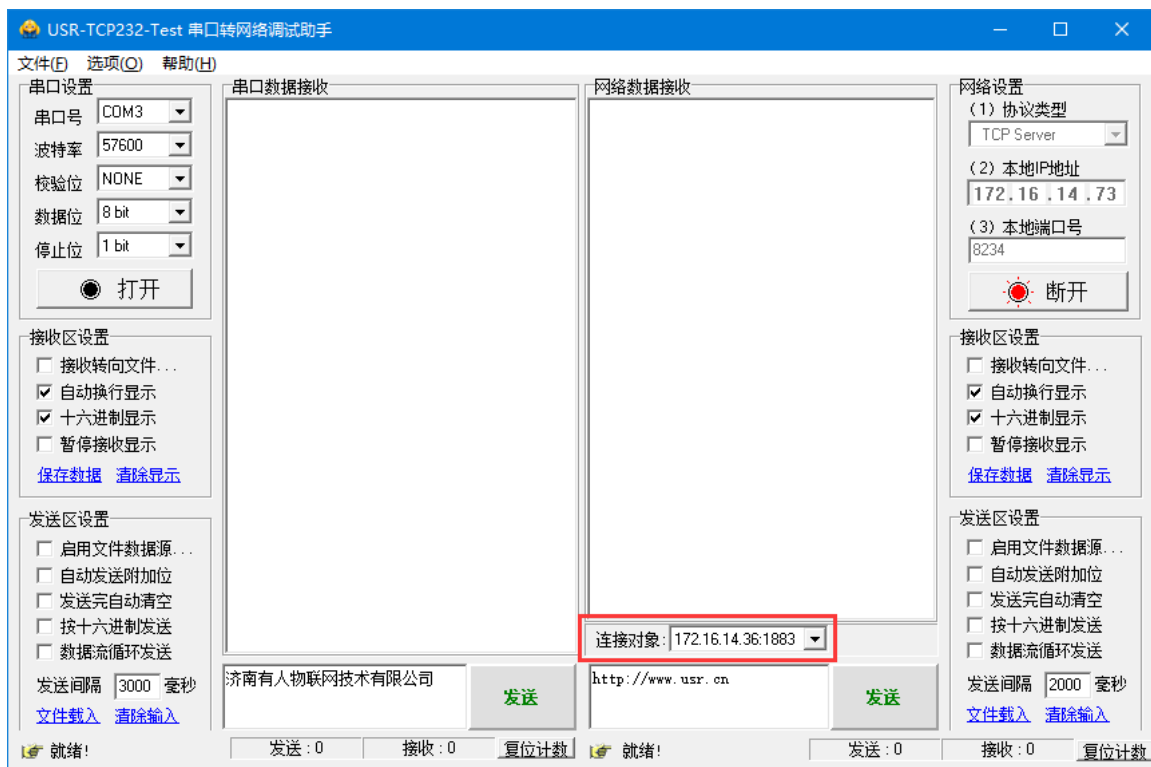 USR-TCP232-Test 串口转网络调试助手
文件(F) 选项(O) 帮助(H)
串口设置
串口号 COM3
波特率 57600
校验位 NONE
数据位 8 bit
停止位 1 bit
打开
接收区设置
接收转向文件...
自动换行显示
十六进制显示
暂停接收显示
保存数据 清除显示
发送区设置
启用文件数据源...
自动发送附加位
发送完自动清空
按十六进制发送
数据流循环发送
发送间隔 3000 毫秒
文件载入 清除输入
串口数据接收
济南有人物联网技术有限公司
发送
网络数据接收
连接对象: 172.16.14.36:1883
http://www.usr.cn
发送
网络设置
(1) 协议类型
TCP Server
(2) 本地IP地址
172.16.14.73
(3) 本地端口号
8234
断开
接收区设置
接收转向文件...
自动换行显示
十六进制显示
暂停接收显示
保存数据 清除显示
发送区设置
启用文件数据源...
自动发送附加位
发送完自动清空
按十六进制发送
数据流循环发送
发送间隔 2000 毫秒
文件载入 清除输入
就绪! 发送:0 接收:0 复位计数
就绪! 发送:0 接收:0 复位计数